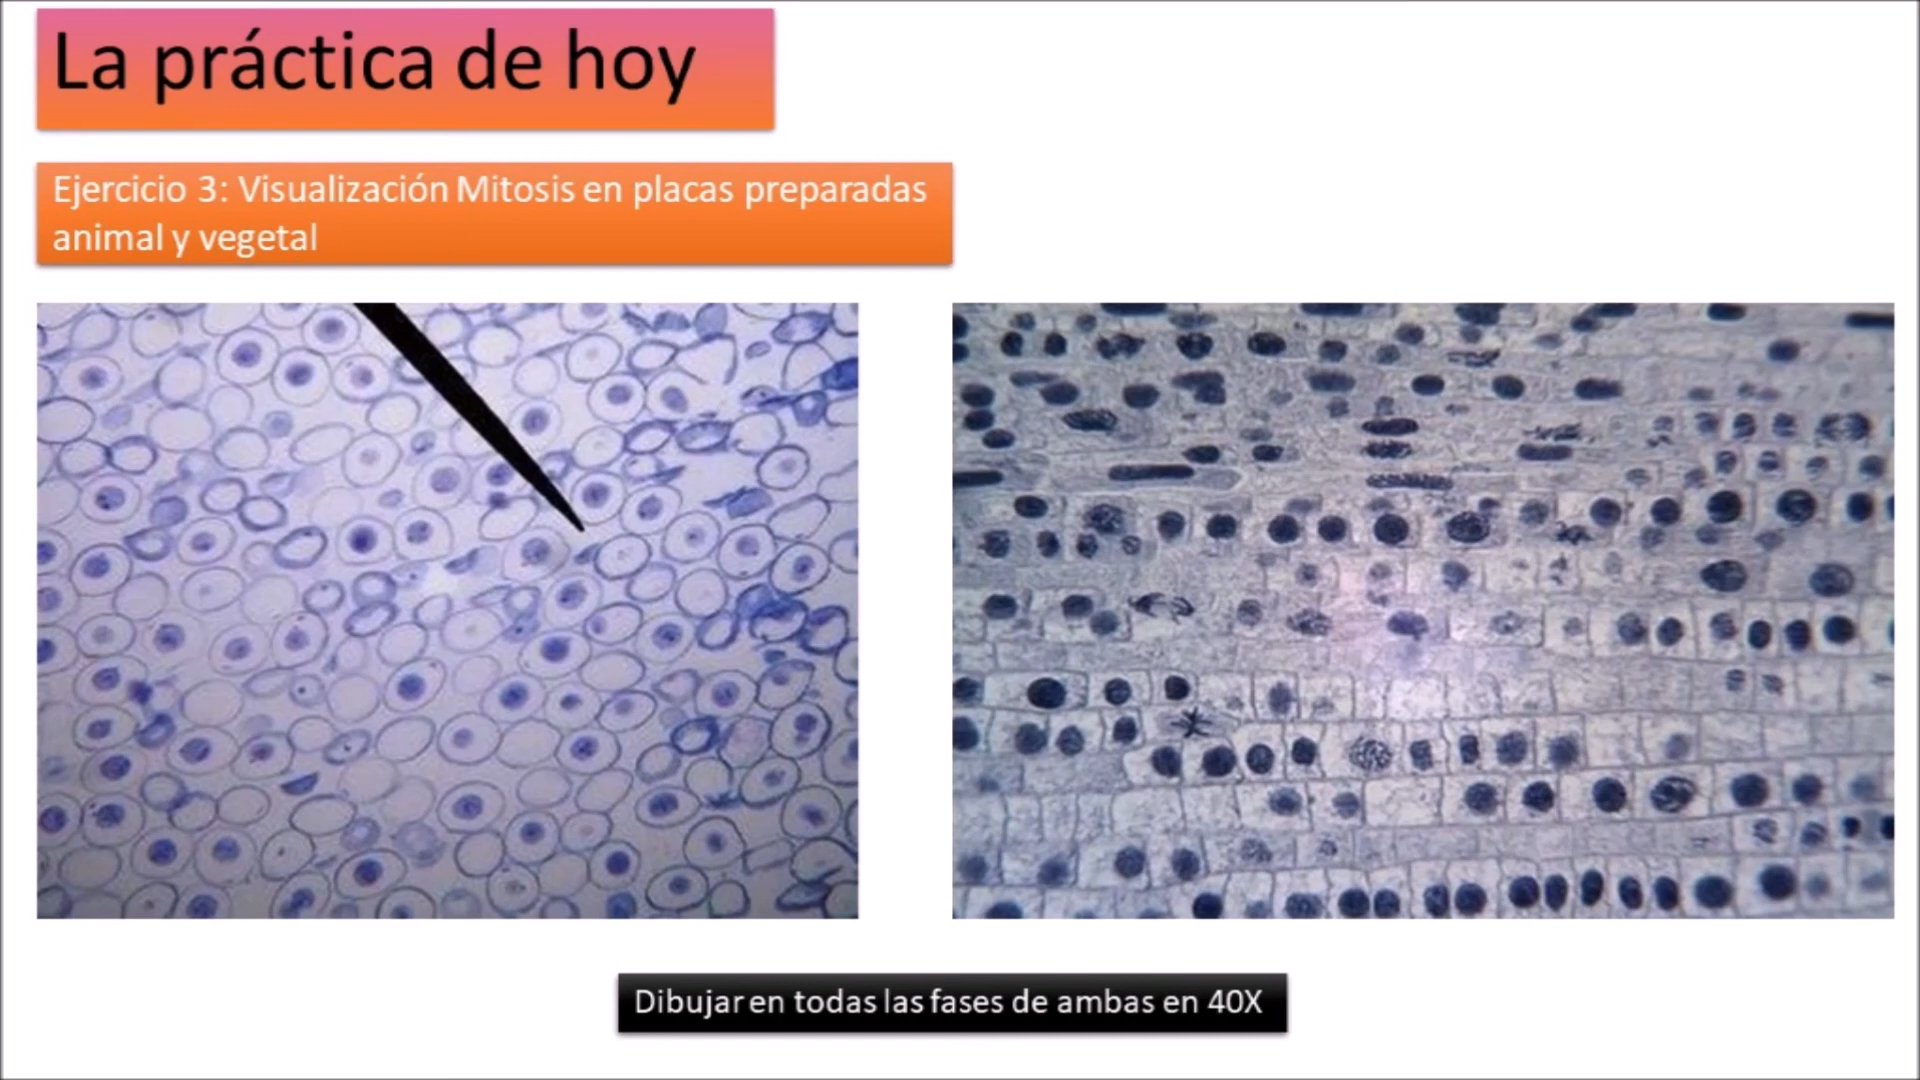 La práctica de hoy
Ejercicio 3: Visualización Mitosis en placas preparadas
animal y vegetal
Dibujar en todas las fases de ambas en 40X